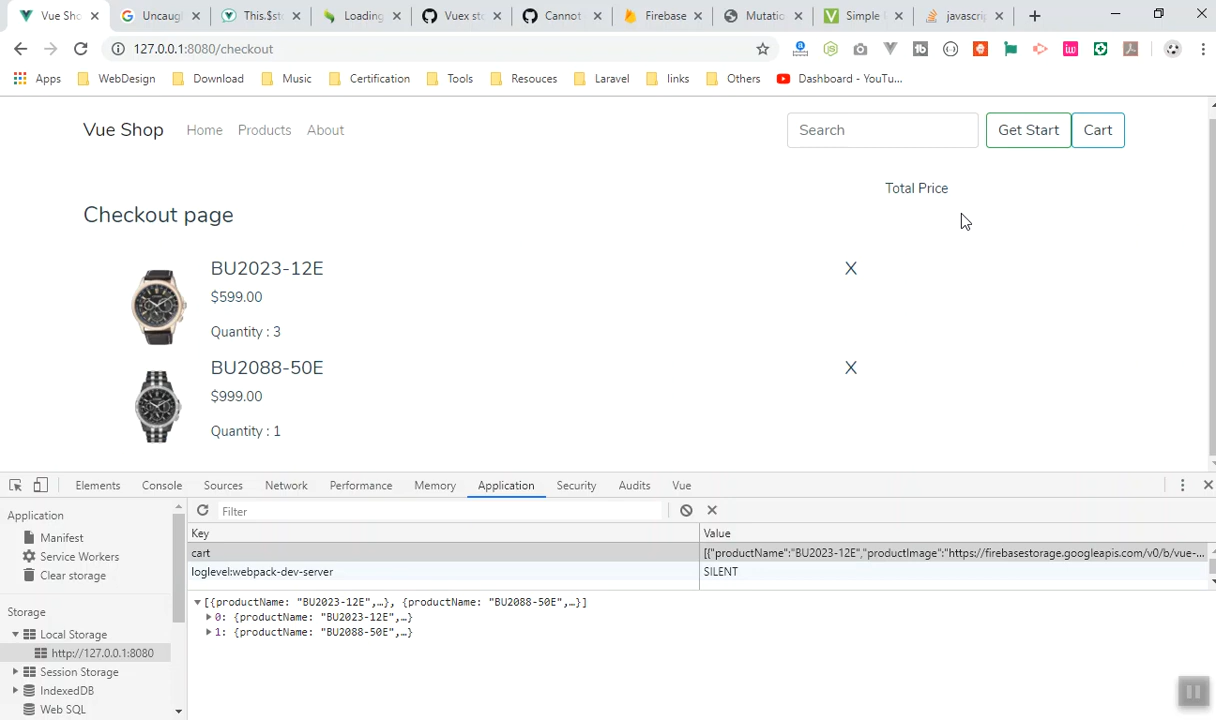 Vue Sho
Uncaugh
This.$sto
Loading
Vuex sto
Cannot
Firebase
Mutatio
Simple
javascrip
127.0.0.1:8080/checkout
Apps
WebDesign
Download
Music
Certification
Tools
Resouces
Laravel
links
Others
Dashboard - YouTu...
Vue Shop
Home
Products
About
Search
Get Start
Cart
Total Price
Checkout page
BU2023-12E
X
$599.00
Quantity : 3
BU2088-50E
X
$999.00
Quantity : 1
Elements
Console
Sources
Network
Performance
Memory
Application
Security
Audits
Vue
Application
Manifest
Service Workers
Clear storage
Storage
Local Storage
http://127.0.0.1:8080
Session Storage
IndexedDB
Web SQL
Filter
Key
Value
cart
[{"productName":"BU2023-12E","productImage":"https://firebasestorage.googleapis.com/v0/b/vue-...
loglevel:webpack-dev-server
SILENT
[{productName: "BU2023-12E",…}, {productName: "BU2088-50E",…}]
0: {productName: "BU2023-12E",…}
1: {productName: "BU2088-50E",…}